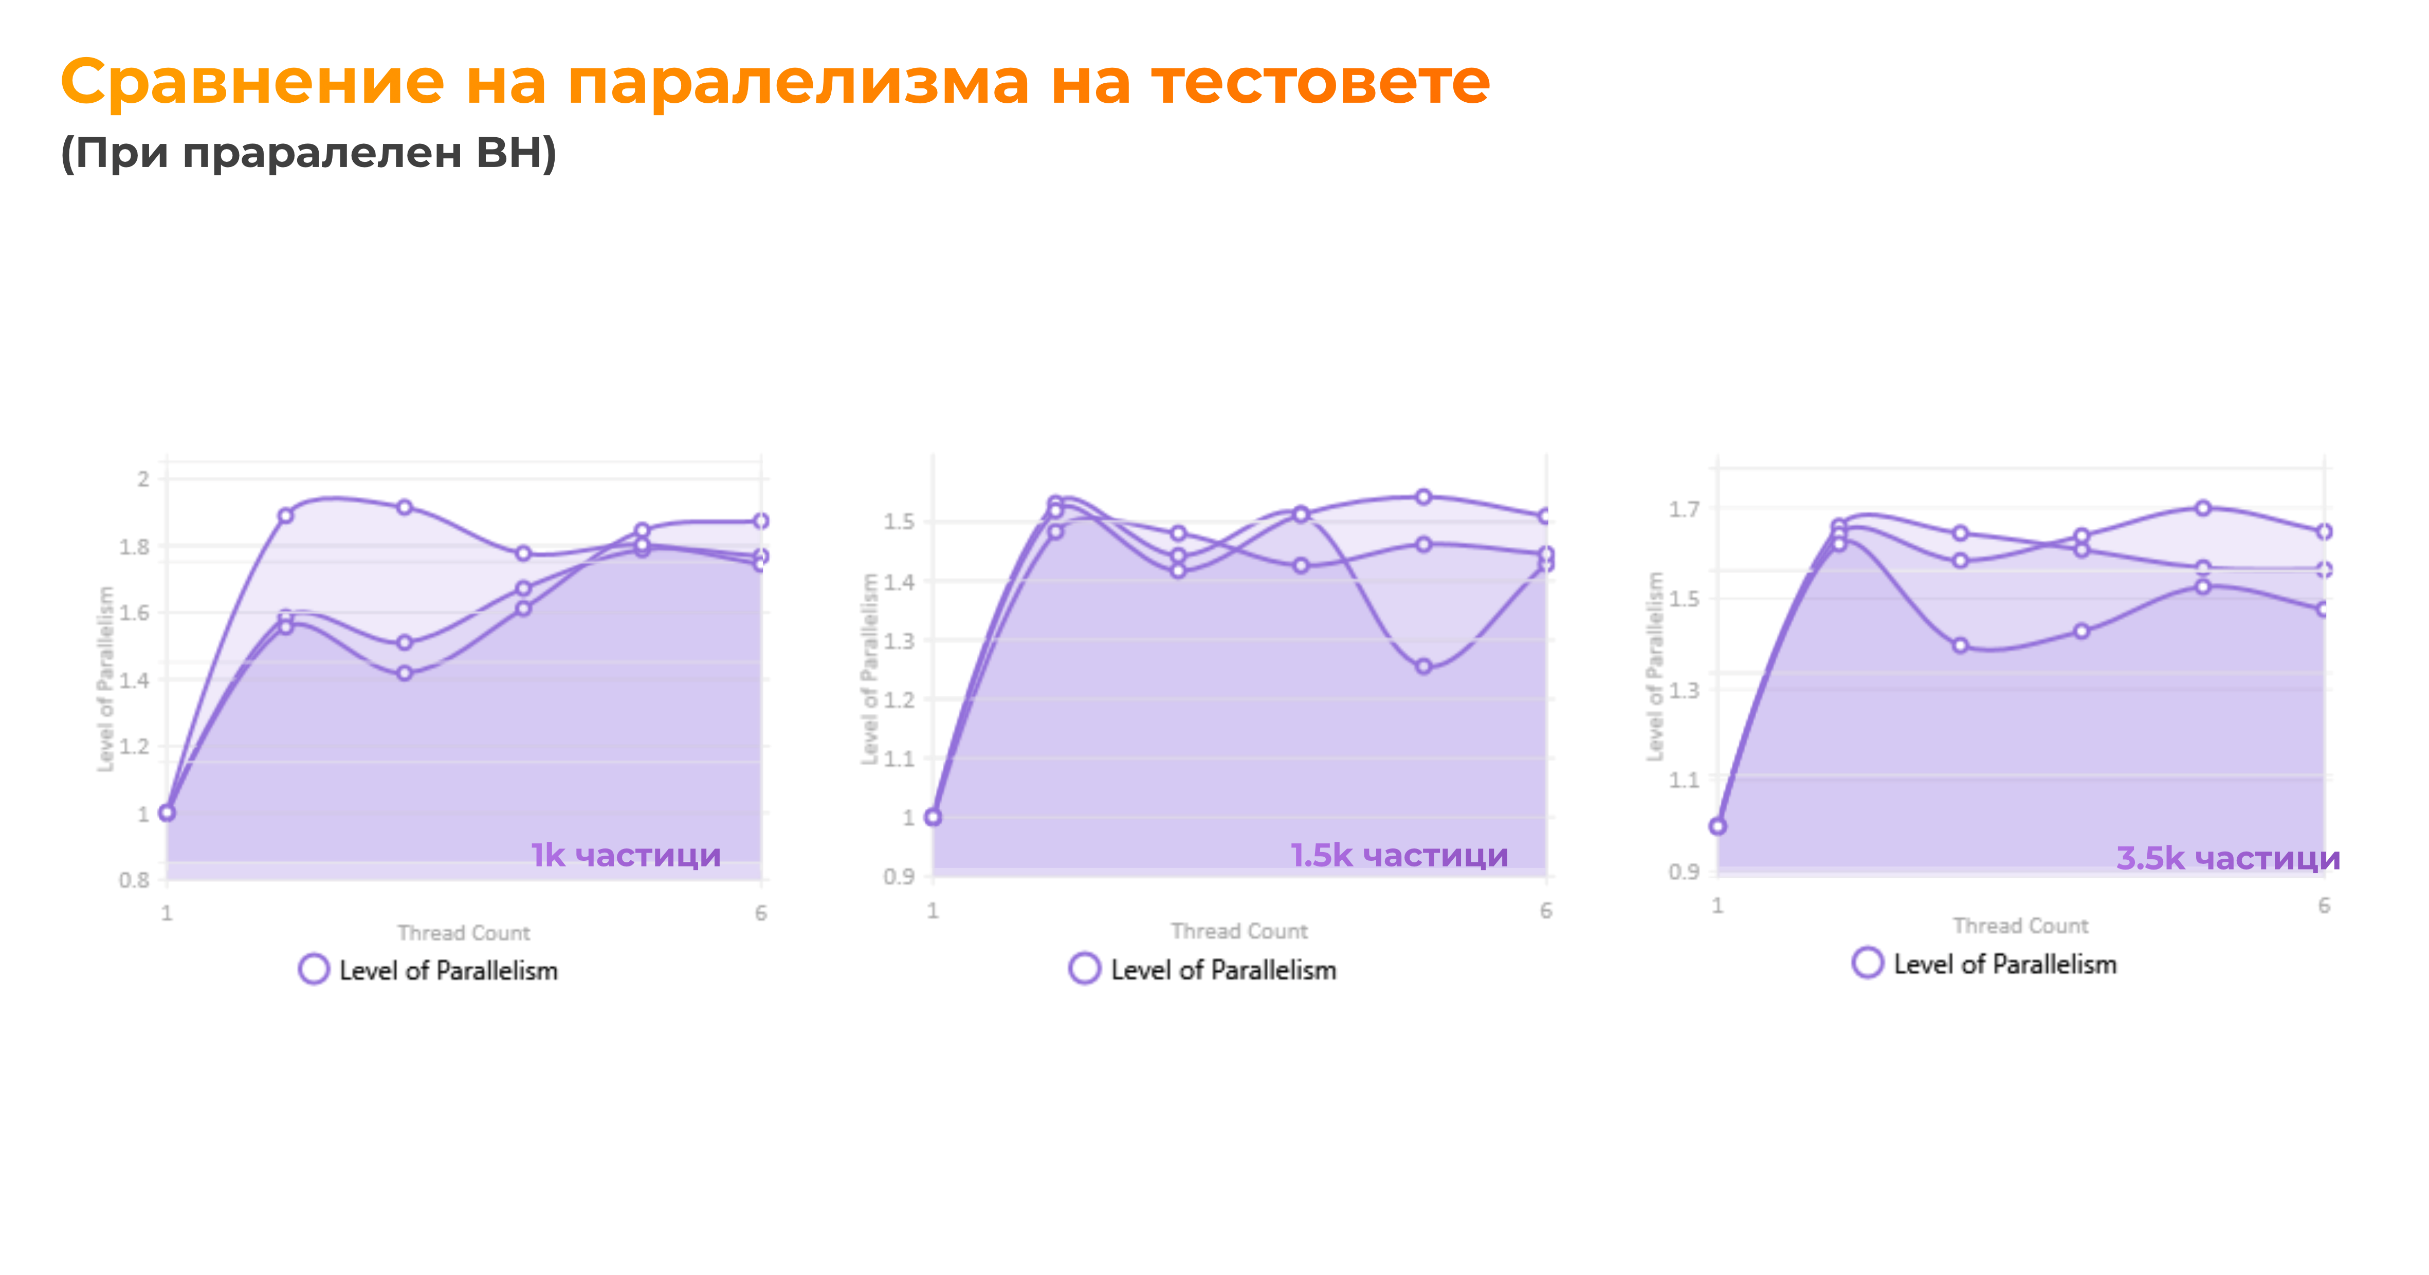 Сравнение на паралелизма на тестовете
(При праралелен BH)
Level of Parallelism
2
1.8
1.6
1.4
1.2
1
0.8
1k частици
1
6
Thread Count
Level of Parallelism
Level of Parallelism
1.5
1.4
1.3
1.2
1.1
1
0.9
1.5k частици
1
6
Thread Count
Level of Parallelism
Level of Parallelism
1.7
1.5
1.3
1.1
0.9
3.5k частици
1
6
Thread Count
Level of Parallelism